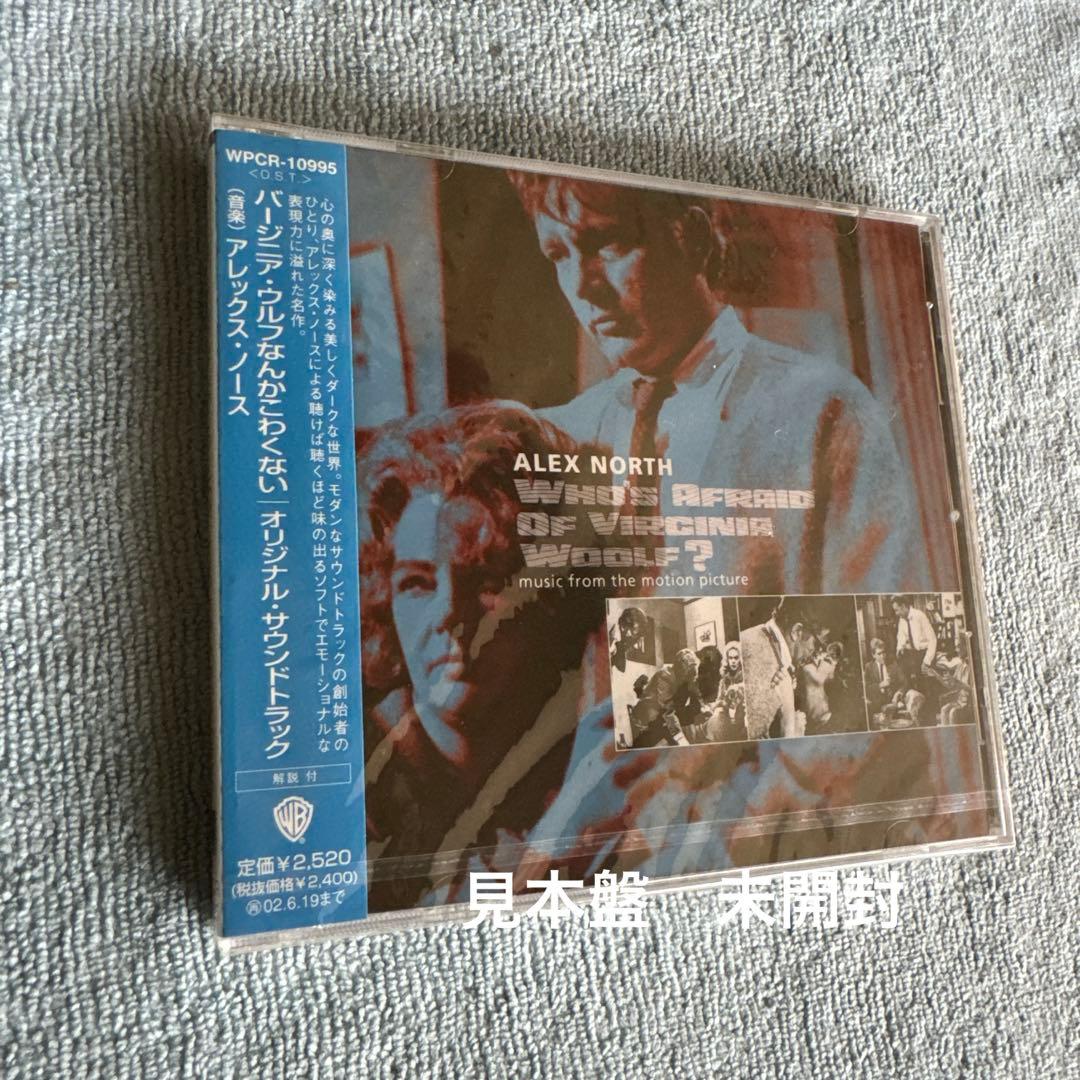 WPCR-10995
<O.S.T.>
バージニア・ウルフなんかこわくない|オリジナル・サウンドトラック
(音楽) アレックス・ノース
心の奥に深く染みる美しくダークな世界。モダンなサウンドトラックの創始者の
ひとり、アレックス・ノースによる聴けば聴くほど味の出るソフトでエモーショナルな
表現力に溢れた名作。
解説付
WB
定価¥2,520
(税抜価格¥2,400)
再02.6.19まで
ALEX NORTH
WHO'S AFRAID
OF VIRGINIA
WOOLF?
music from the motion picture
見本盤 未開封